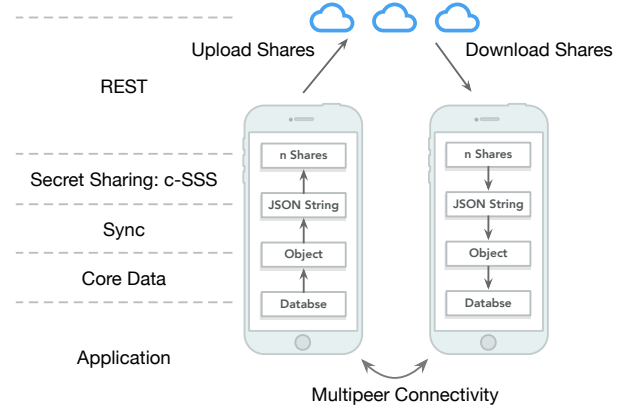 Upload Shares
Download Shares
REST
n Shares
n Shares
Secret Sharing: c-SSS
JSON String
JSON String
Sync
Object
Object
Core Data
Databse
Databse
Application
Multipeer Connectivity